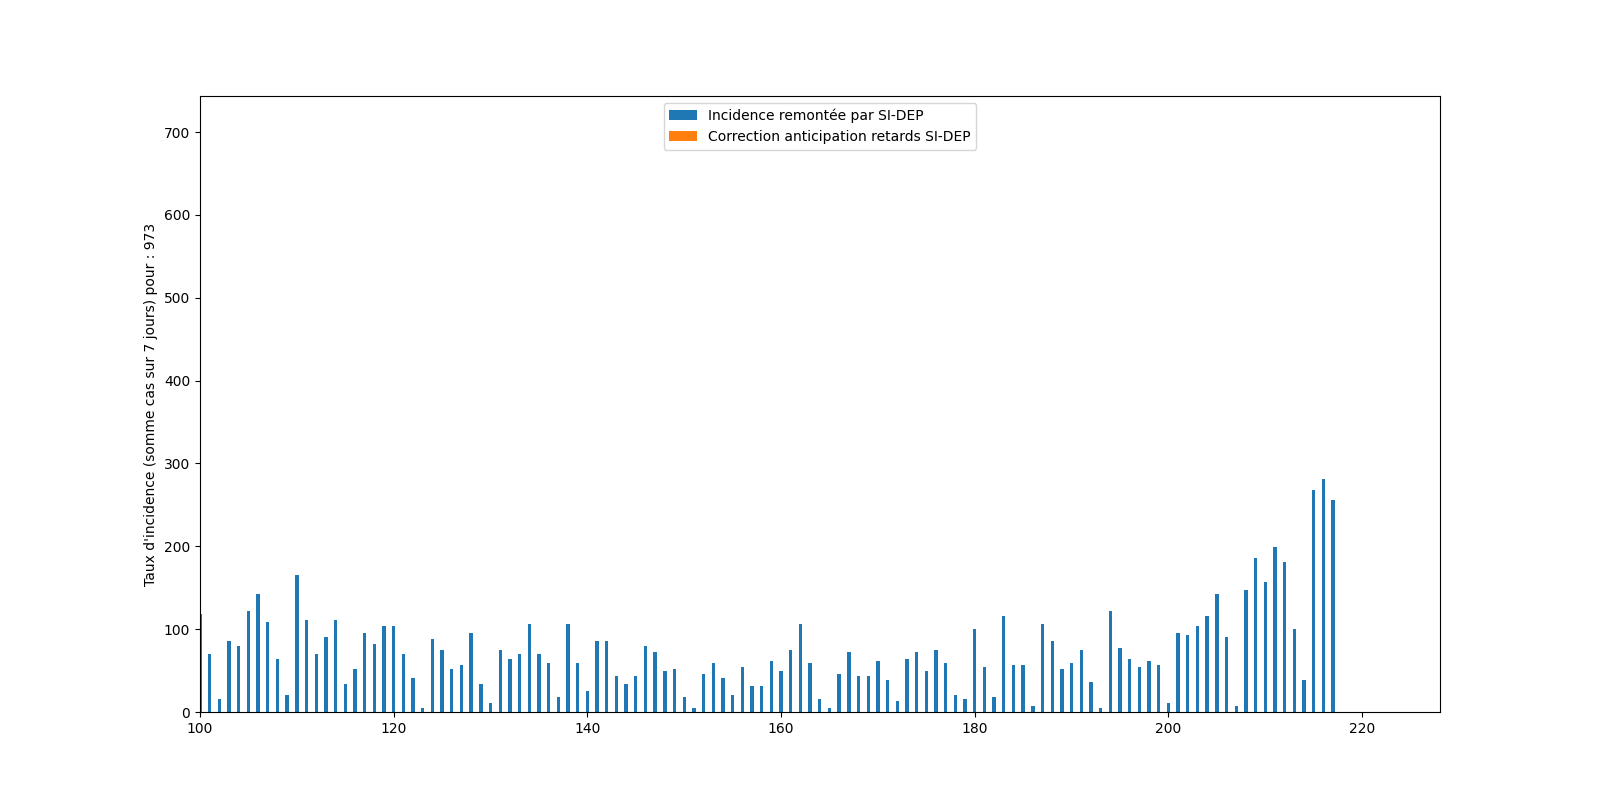 Incidence remontée par SI-DEP
Correction anticipation retards SI-DEP
Taux d'incidence (somme cas sur 7 jours) pour : 973
700
600
500
400
300
200
100
0
100 120 140 160 180 200 220